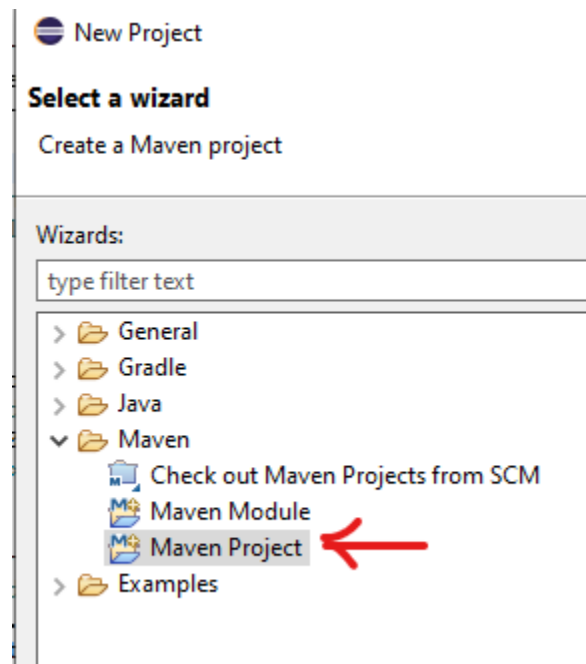 New Project
Select a wizard
Create a Maven project
Wizards:
type filter text
General
Gradle
Java
Maven
Check out Maven Projects from SCM
Maven Module
Maven Project
Examples